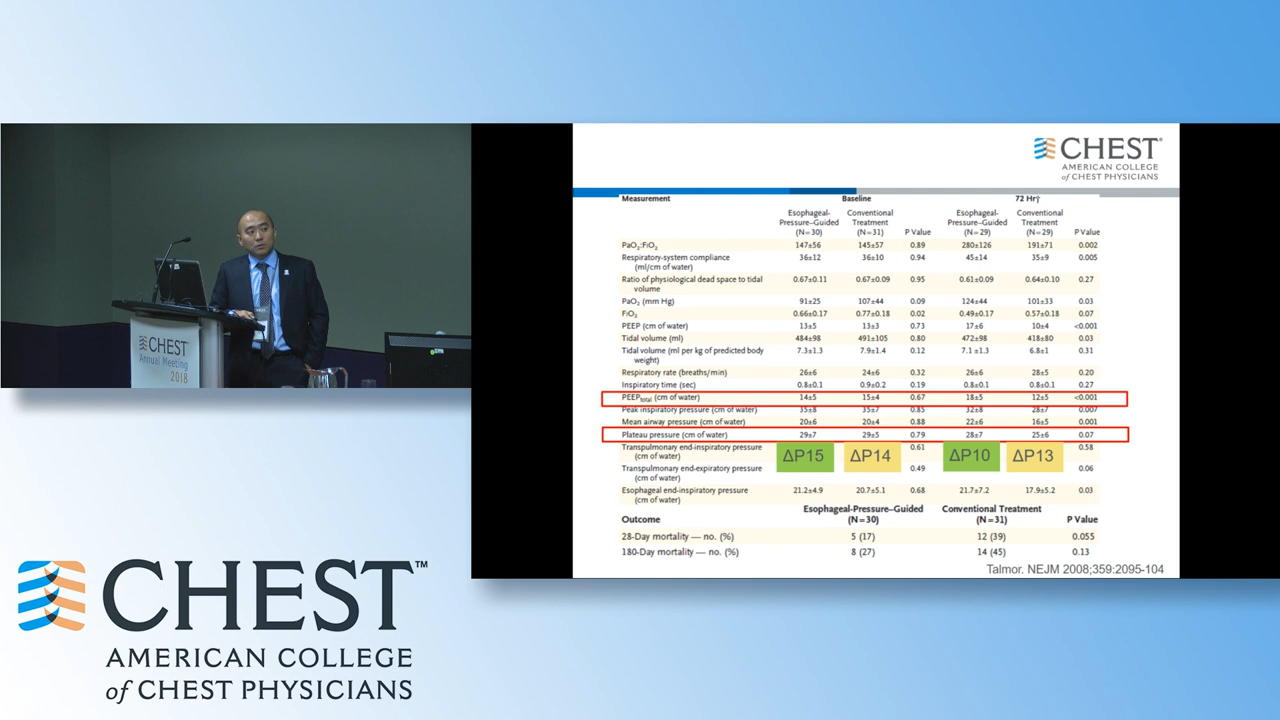 CHEST
Annual Meeting
2018
CHEST™
AMERICAN COLLEGE
of CHEST PHYSICIANS
CHEST
AMERICAN COLLEGE
of CHEST PHYSICIANS
Measurement Baseline 72 Hr†
Esophageal-Pressure–Guided (N=30) Conventional Treatment (N=31) P Value Esophageal-Pressure–Guided (N=29) Conventional Treatment (N=29) P Value
PaO₂:FiO₂ 147±56 145±57 0.89 280±126 191±71 0.002
Respiratory-system compliance (ml/cm of water) 36±12 36±10 0.94 45±14 35±9 0.005
Ratio of physiological dead space to tidal volume 0.67±0.11 0.67±0.09 0.95 0.61±0.09 0.64±0.10 0.27
PaO₂ (mm Hg) 91±25 107±44 0.09 124±44 101±33 0.03
FiO₂ 0.66±0.17 0.77±0.18 0.02 0.49±0.17 0.57±0.18 0.07
PEEP (cm of water) 13±5 13±3 0.73 17±6 10±4 <0.001
Tidal volume (ml) 484±98 491±105 0.80 472±98 418±80 0.03
Tidal volume (ml per kg of predicted body weight) 7.3±1.3 7.9±1.4 0.12 7.1 ±1.3 6.8±1 0.31
Respiratory rate (breaths/min) 26±6 24±6 0.32 26±6 28±5 0.20
Inspiratory time (sec) 0.8±0.1 0.9±0.2 0.19 0.8±0.1 0.8±0.1 0.27
PEEPtotal (cm of water) 14±5 15±4 0.67 18±5 12±5 <0.001
Peak inspiratory pressure (cm of water) 35±8 35±7 0.85 32±8 28±7 0.007
Mean airway pressure (cm of water) 20±6 20±4 0.88 22±6 16±5 0.001
Plateau pressure (cm of water) 29±7 29±5 0.79 28±7 25±6 0.07
Transpulmonary end-inspiratory pressure (cm of water) ΔP15 ΔP14 0.61 ΔP10 ΔP13 0.58
Transpulmonary end-expiratory pressure (cm of water) 0.49 0.06
Esophageal end-inspiratory pressure (cm of water) 21.2±4.9 20.7±5.1 0.68 21.7±7.2 17.9±5.2 0.03
Outcome Esophageal-Pressure–Guided (N=30) Conventional Treatment (N=31) P Value
28-Day mortality — no. (%) 5 (17) 12 (39) 0.055
180-Day mortality — no. (%) 8 (27) 14 (45) 0.13
Talmor. NEJM 2008;359:2095-104